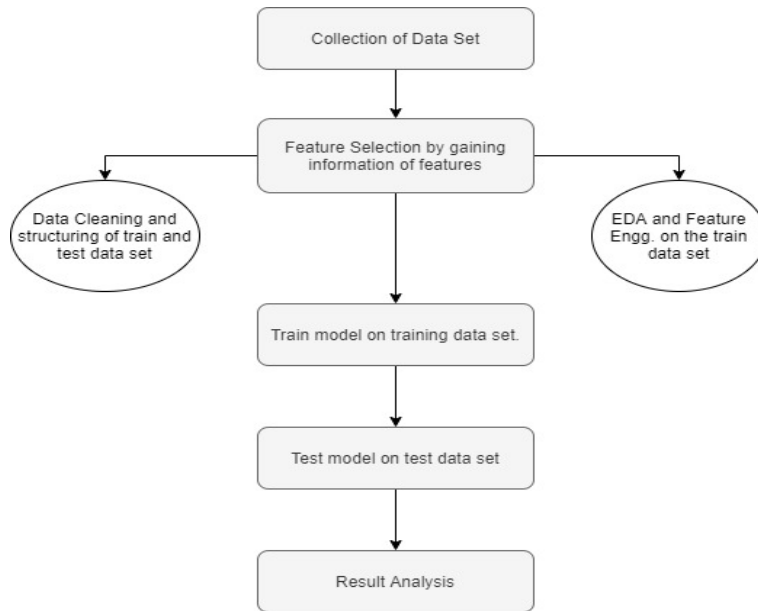 Collection of Data Set
Feature Selection by gaining
information of features
Data Cleaning and
structuring of train and
test data set
EDA and Feature
Engg. on the train
data set
Train model on training data set.
Test model on test data set
Result Analysis